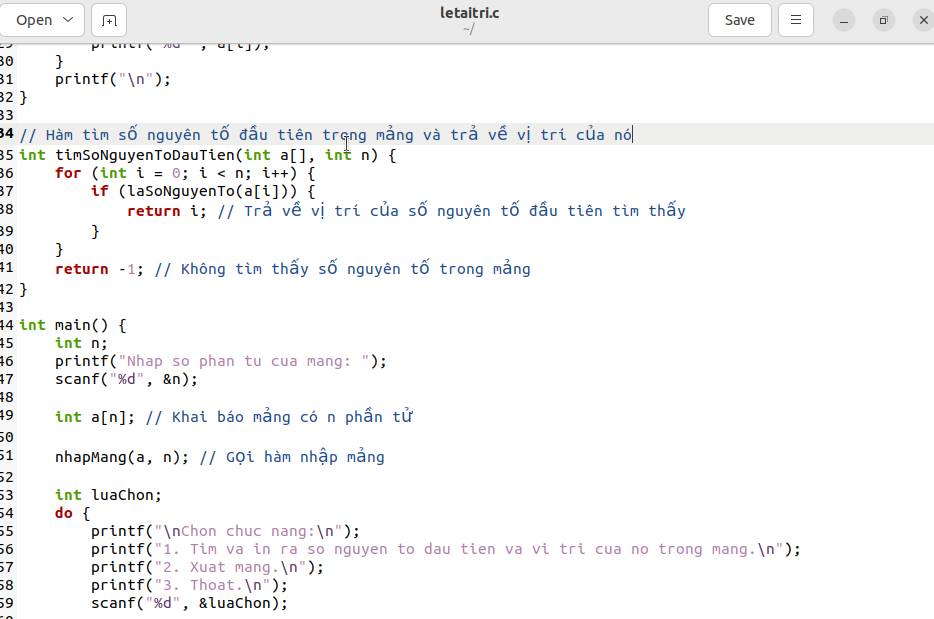 Open
letaitri.c
~/
Save
printf("%d ", a[i]);
30 }
31 printf("\n");
32 }
33
34 // Hàm tìm số nguyên tố đầu tiên trong mảng và trả về vị trí của nó
35 int timSoNguyenToDauTien(int a[], int n) {
36 for (int i = 0; i < n; i++) {
37 if (laSoNguyenTo(a[i])) {
38 return i; // Trả về vị trí của số nguyên tố đầu tiên tìm thấy
39 }
40 }
41 return -1; // Không tìm thấy số nguyên tố trong mảng
42 }
43
44 int main() {
45 int n;
46 printf("Nhap so phan tu cua mang: ");
47 scanf("%d", &n);
48
49 int a[n]; // Khai báo mảng có n phần tử
50
51 nhapMang(a, n); // Gọi hàm nhập mảng
52
53 int luaChon;
54 do {
55 printf("\nChon chuc nang:\n");
56 printf("1. Tim va in ra so nguyen to dau tien va vi tri cua no trong mang.\n");
57 printf("2. Xuat mang.\n");
58 printf("3. Thoat.\n");
59 scanf("%d", &luaChon);